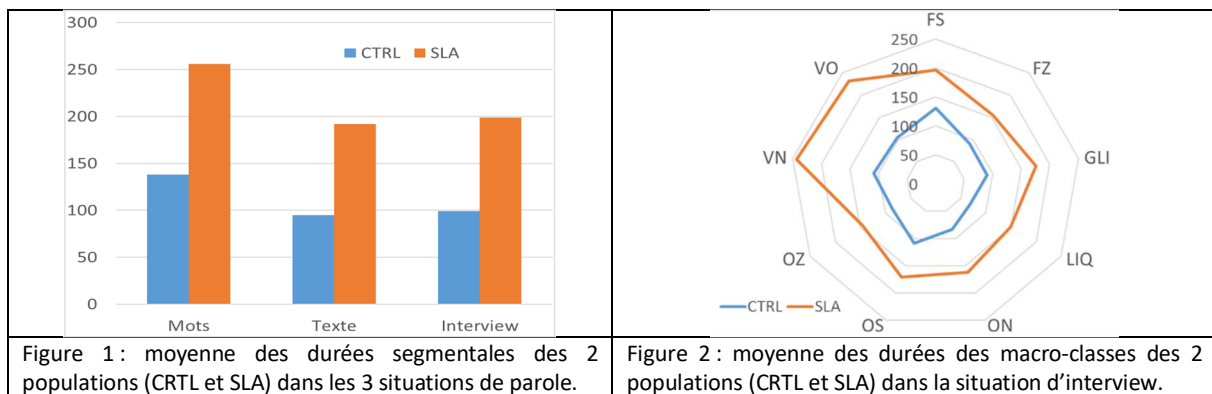 300
250
200
150
100
50
0
CTRL SLA
Mots Texte Interview
Figure 1 : moyenne des durées segmentales des 2
populations (CRTL et SLA) dans les 3 situations de parole.
FS
FZ
GLI
LIQ
ON
OS
OZ
VN
VO
250
200
150
100
50
0
CTRL SLA
Figure 2 : moyenne des durées des macro-classes des 2
populations (CRTL et SLA) dans la situation d’interview.